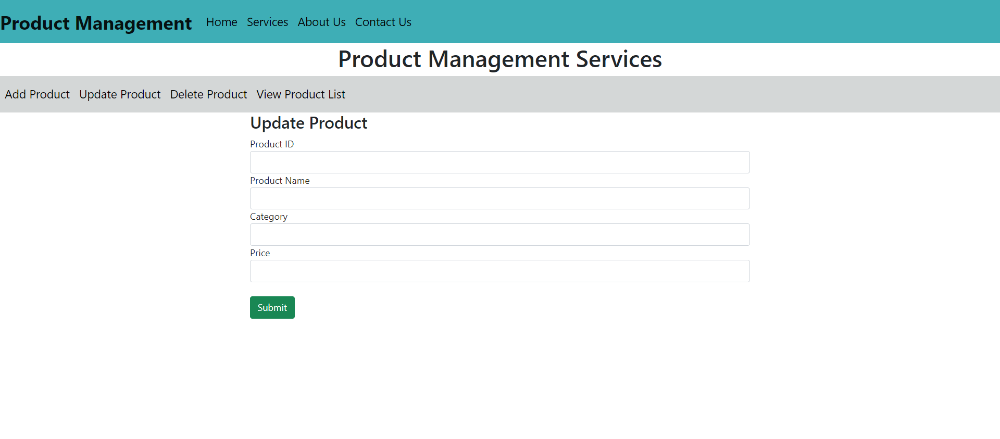 Product Management Home Services About Us Contact Us
Product Management Services
Add Product Update Product Delete Product View Product List
Update Product
Product ID
Product Name
Category
Price
Submit